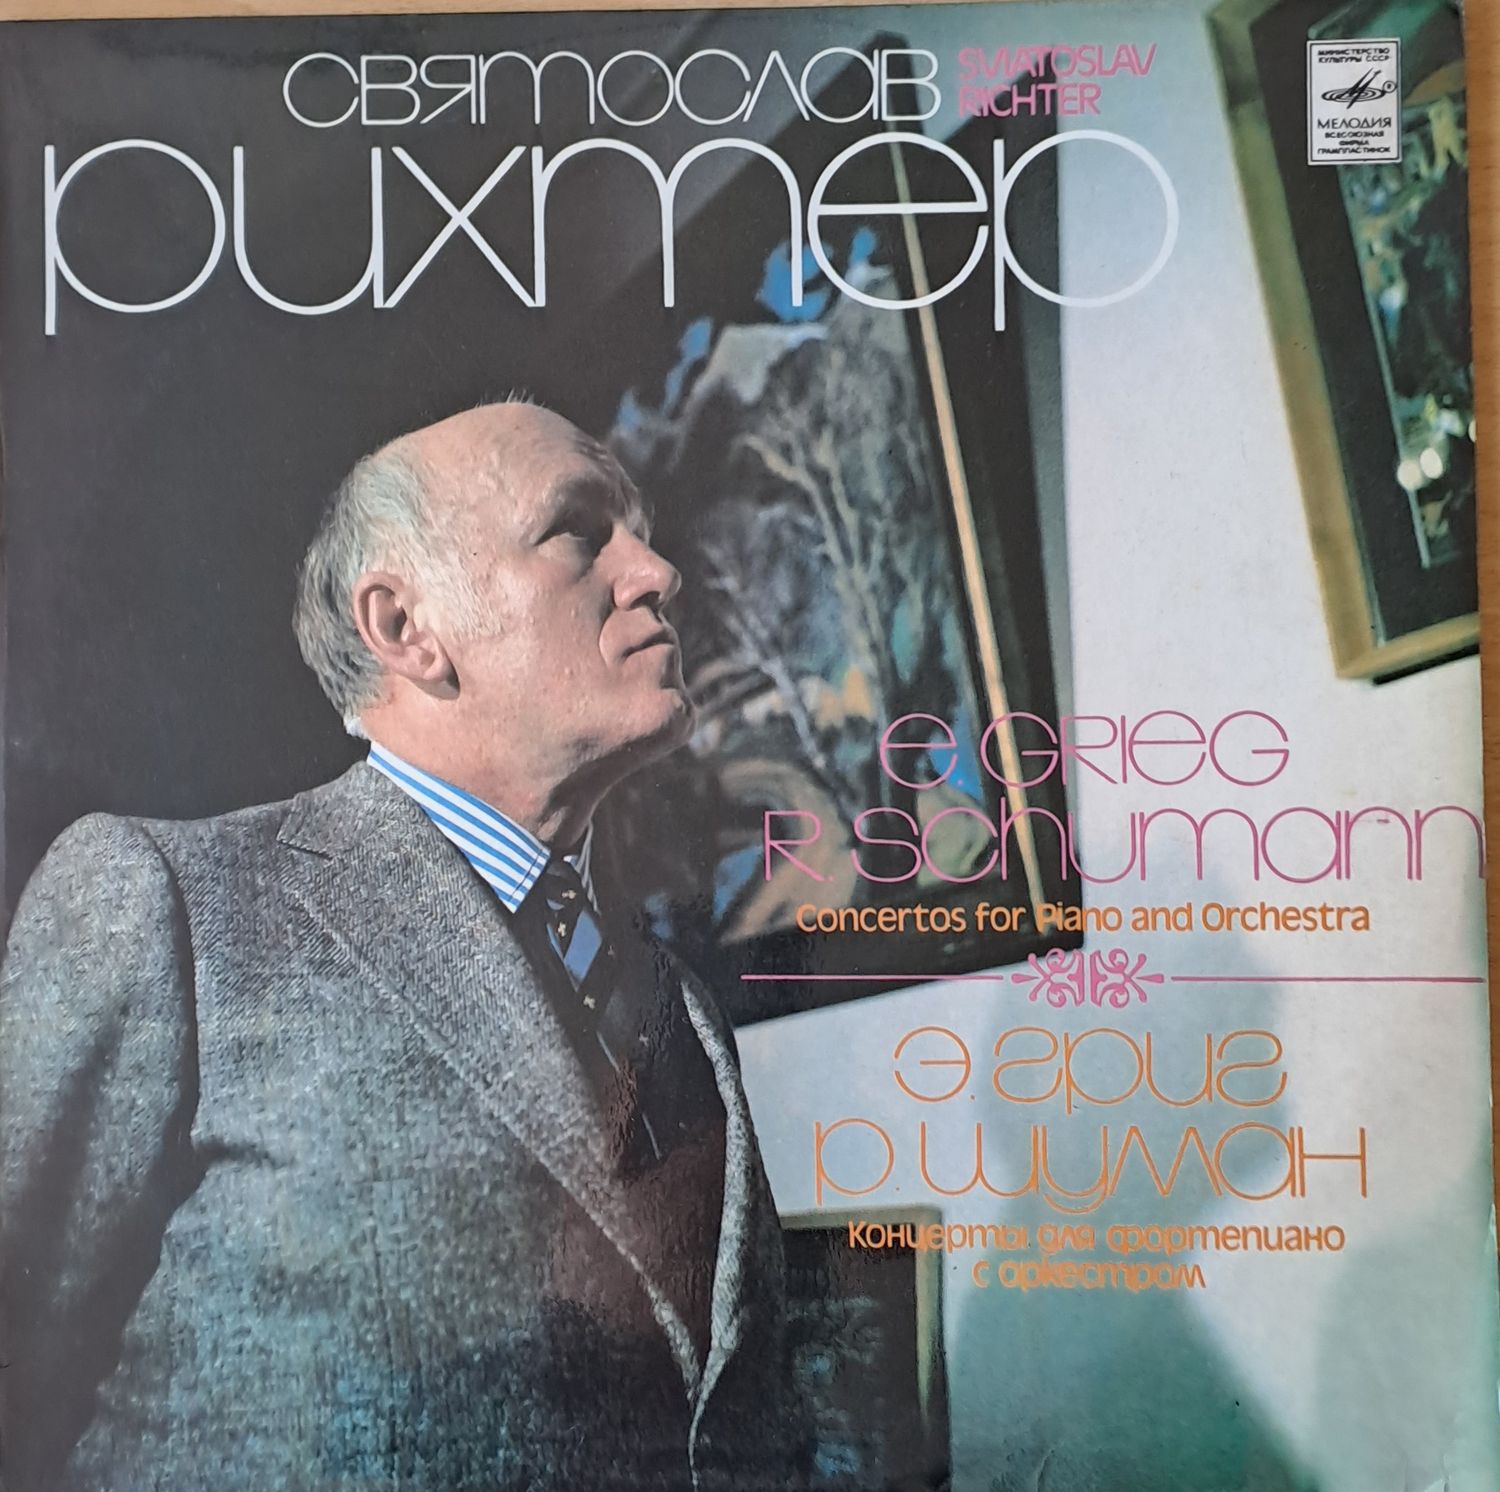 СВЯТОСЛАВ
SVIATOSLAV
RICHTER
РИХТЕР
МИНИСТЕРСТВО
КУЛЬТУРЫ СССР
МЕЛОДИЯ
ВСЕСОЮЗНАЯ
ФИРМА
ГРАМПЛАСТИНОК
E. GRIEG
R. SCHUMANN
Concertos for Piano and Orchestra
Э. ГРИГ
Р. ШУМАН
Концерты для фортепиано
с оркестром